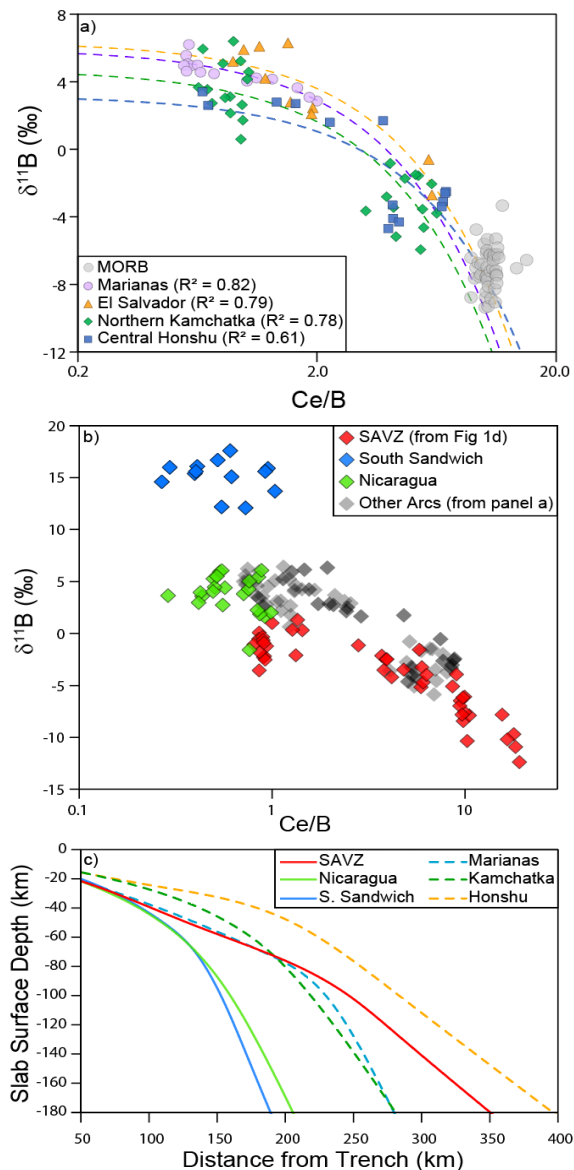 a)
8
4
0
-4
-8
-12
δ11B (‰)
MORB
Marianas (R² = 0.82)
El Salvador (R² = 0.79)
Northern Kamchatka (R² = 0.78)
Central Honshu (R² = 0.61)
0.2
2.0
20.0
Ce/B
b)
20
15
10
5
0
-5
-10
-15
δ11B (‰)
SAVZ (from Fig 1d)
South Sandwich
Nicaragua
Other Arcs (from panel a)
0.1
1
10
Ce/B
c)
-20
0
-20
-40
-60
-80
-100
-120
-140
-160
-180
Slab Surface Depth (km)
SAVZ
Nicaragua
S. Sandwich
Marianas
Kamchatka
Honshu
50
100
150
200
250
300
350
400
Distance from Trench (km)